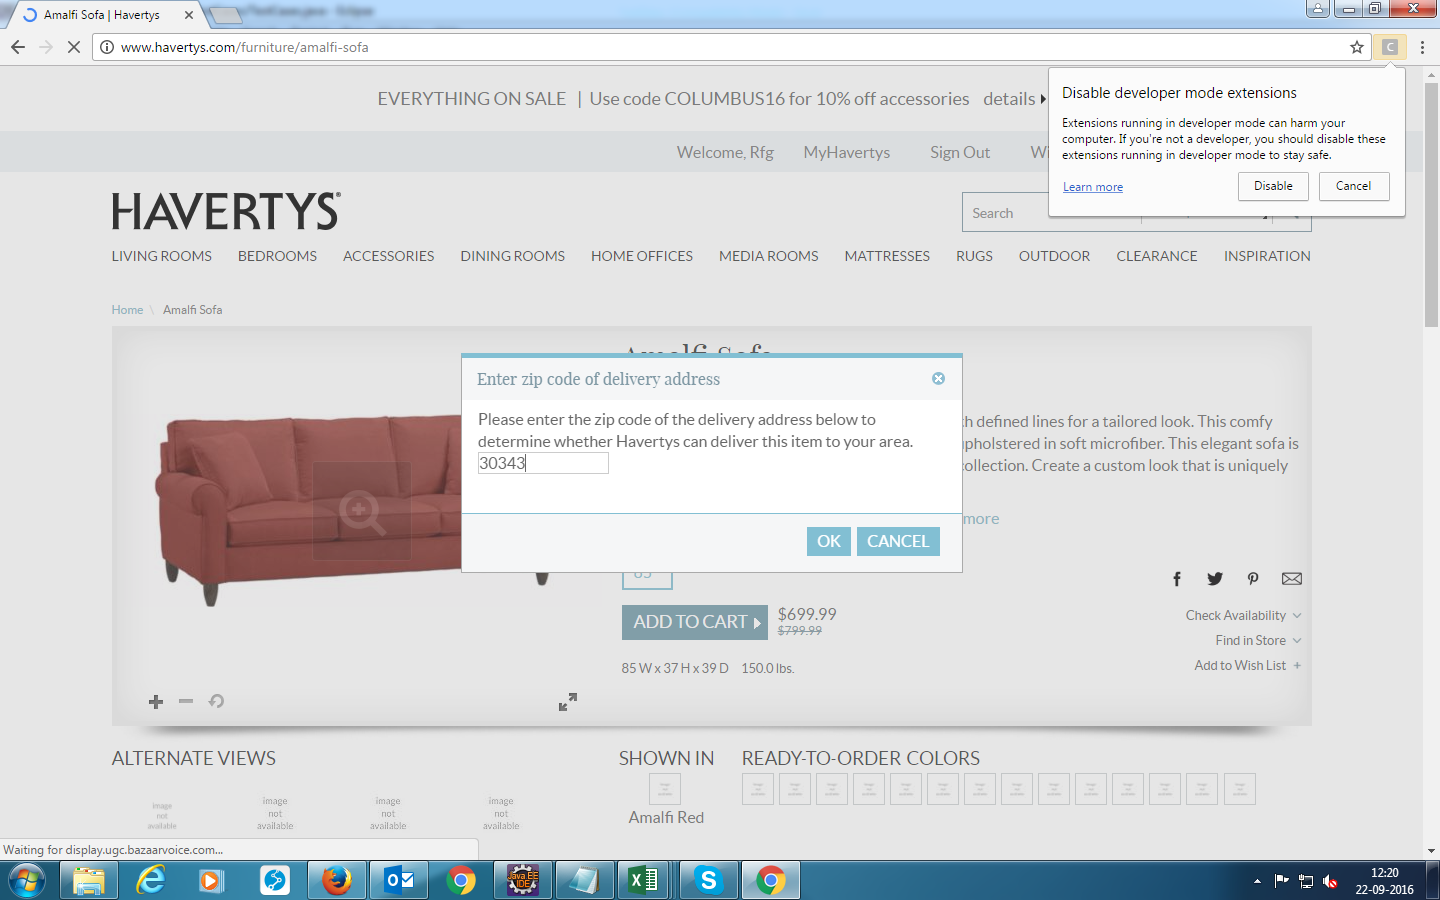 Amalfi Sofa | Havertys
www.havertys.com/furniture/amalfi-sofa
EVERYTHING ON SALE | Use code COLUMBUS16 for 10% off accessories details
Disable developer mode extensions
Extensions running in developer mode can harm your
computer. If you're not a developer, you should disable these
extensions running in developer mode to stay safe.
Learn more
Disable
Cancel
Welcome, Rfg MyHavertys Sign Out
HAVERTYS®
Search
LIVING ROOMS BEDROOMS ACCESSORIES DINING ROOMS HOME OFFICES MEDIA ROOMS MATTRESSES RUGS OUTDOOR CLEARANCE INSPIRATION
Home \ Amalfi Sofa
Amalfi Sofa
Enter zip code of delivery address
Please enter the zip code of the delivery address below to
determine whether Havertys can deliver this item to your area.
30343
OK CANCEL
defined lines for a tailored look. This comfy
upholstered in soft microfiber. This elegant sofa is
collection. Create a custom look that is uniquely
more
85
ADD TO CART
$699.99
$799.99
85 W x 37 H x 39 D 150.0 lbs.
Check Availability
Find in Store
Add to Wish List +
ALTERNATE VIEWS
image
not
available
image
not
available
image
not
available
image
not
available
SHOWN IN
Amalfi Red
READY-TO-ORDER COLORS
Waiting for display.ugc.bazaarvoice.com...
Java EE
IDE
12:20
22-09-2016